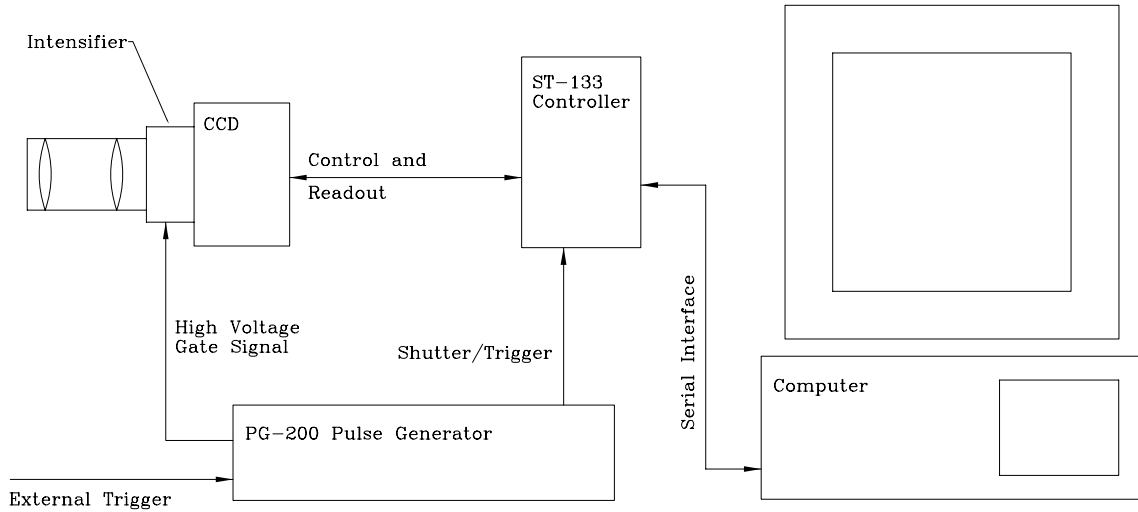 Intensifier
CCD
ST-133
Controller
Control and
Readout
High Voltage
Gate Signal
Shutter/Trigger
Serial Interface
Computer
PG-200 Pulse Generator
External Trigger